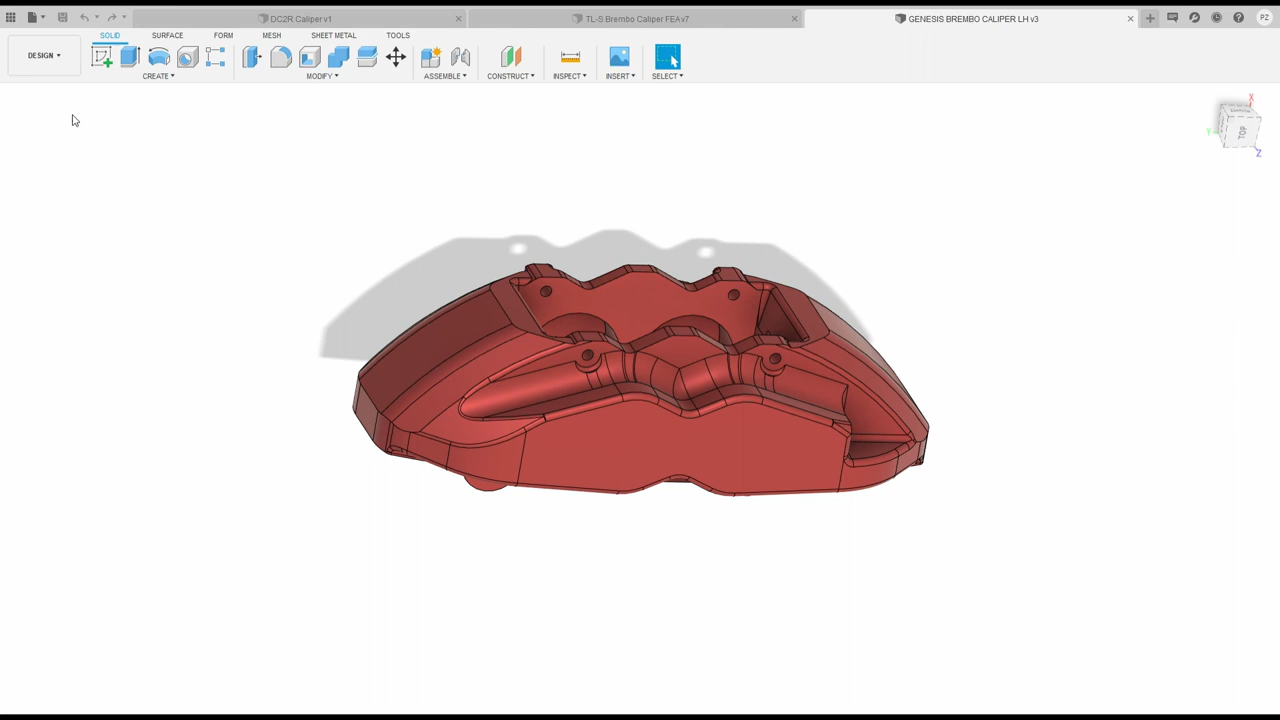 DC2R Caliper v1
TL-S Brembo Caliper FEA v7
GENESIS BREMBO CALIPER LH v3
PZ
SOLID
SURFACE
FORM
MESH
SHEET METAL
TOOLS
DESIGN
CREATE
MODIFY
ASSEMBLE
CONSTRUCT
INSPECT
INSERT
SELECT
X
Y
TOP
Z